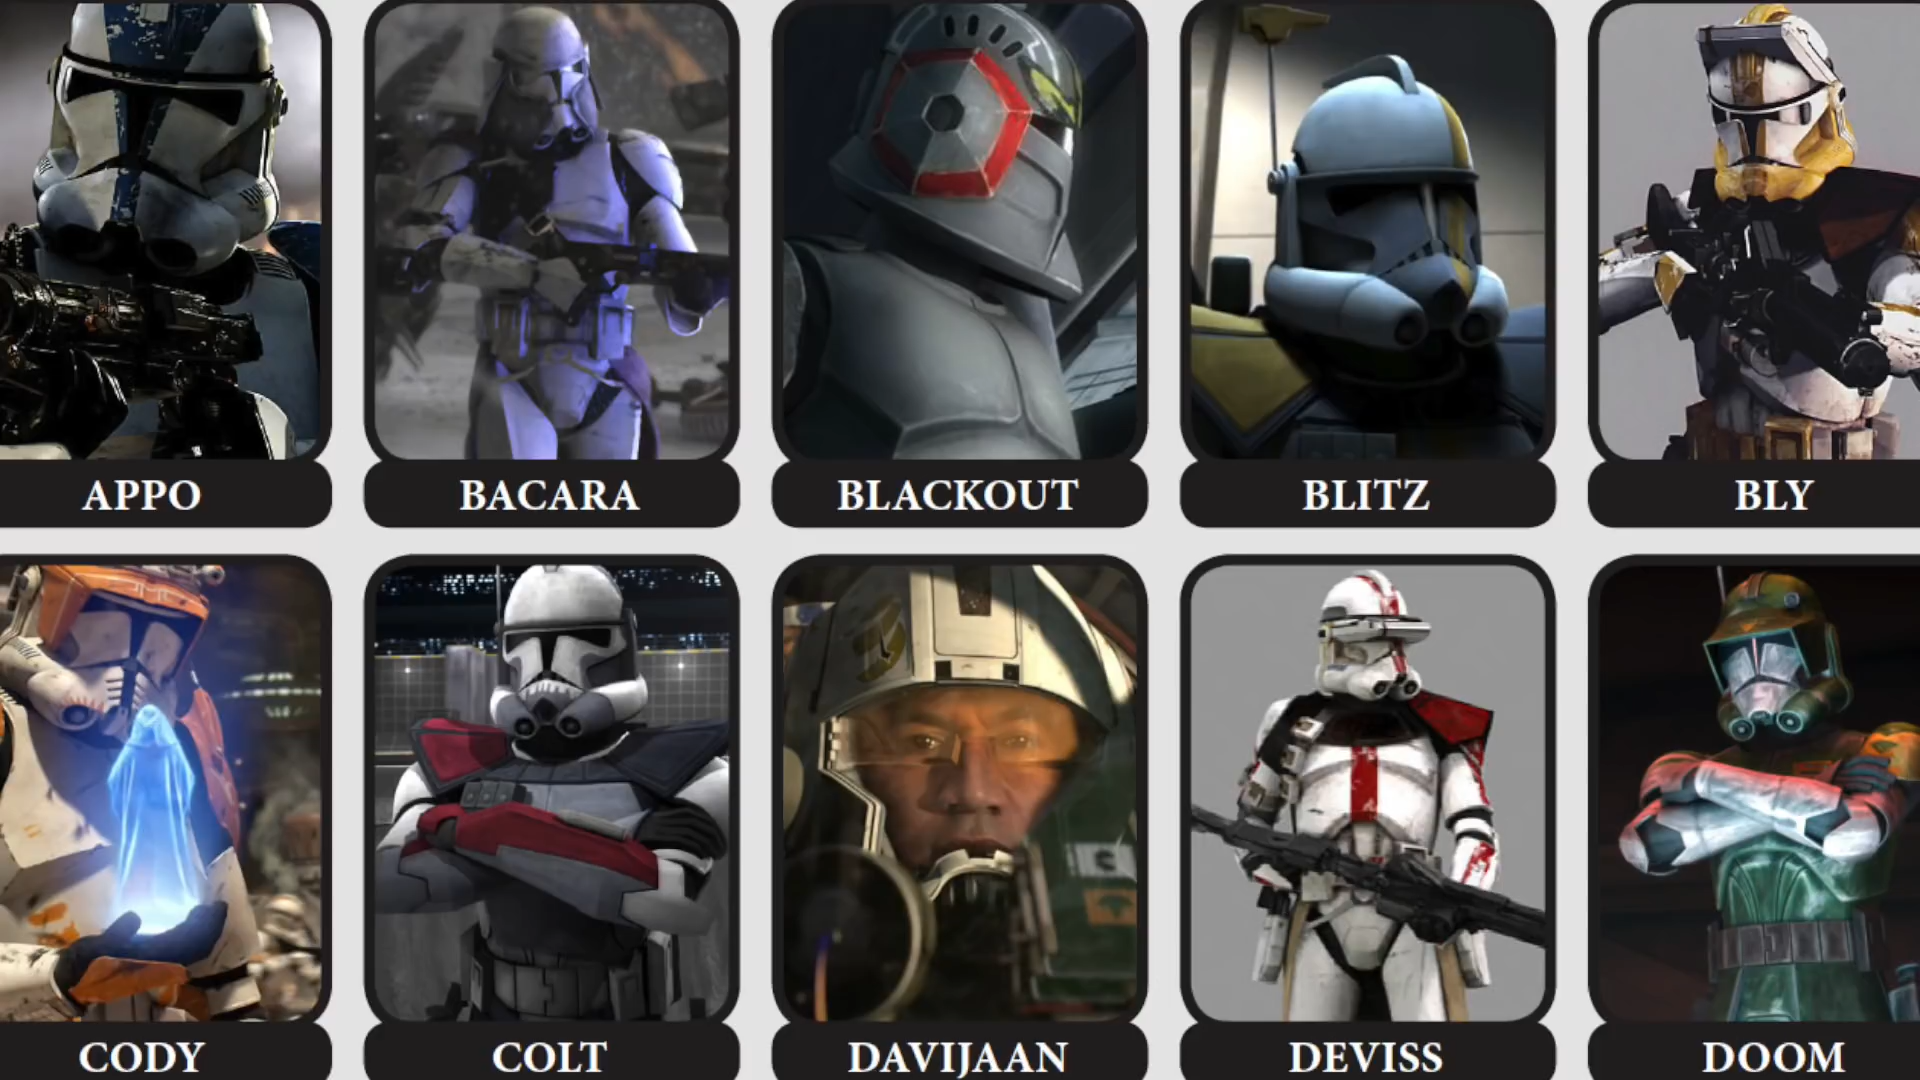 APPO
BACARA
BLACKOUT
BLITZ
BLY
CODY
COLT
DAVIJAAN
DEVISS
DOOM